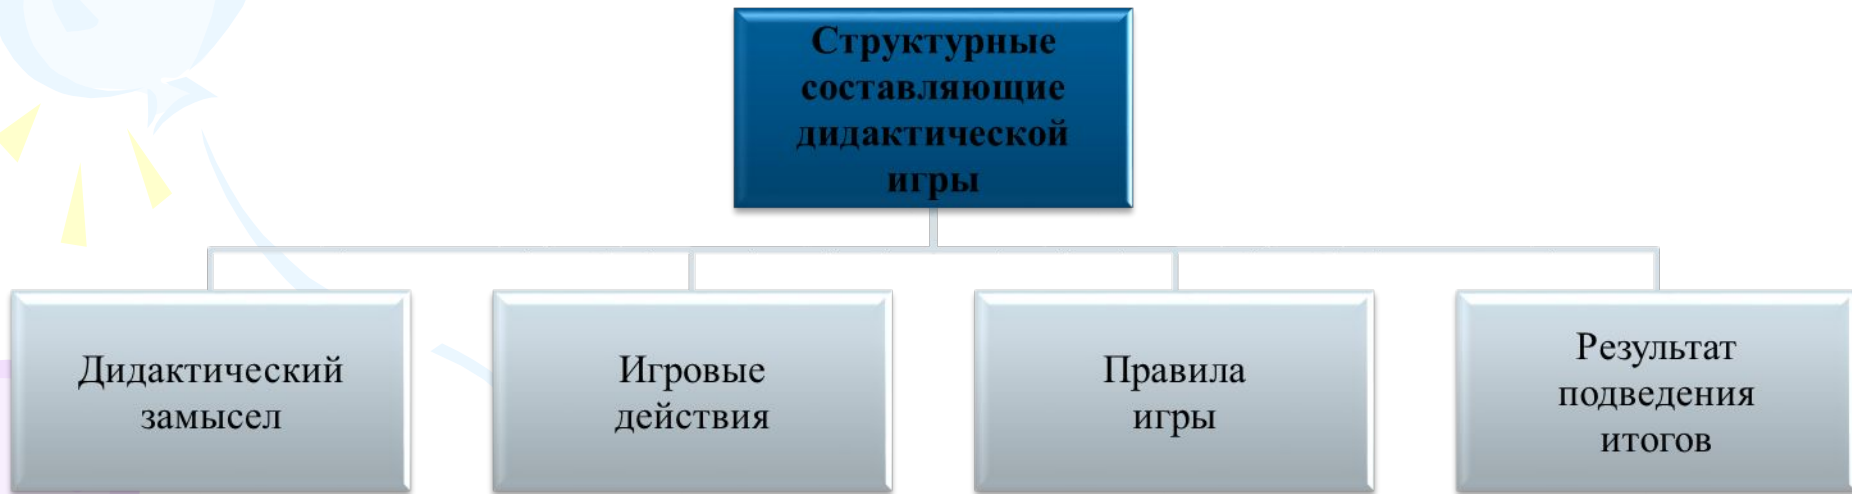 Структурные
составляющие
дидактической
игры
Дидактический
замысел
Игровые
действия
Правила
игры
Результат
подведения
итогов